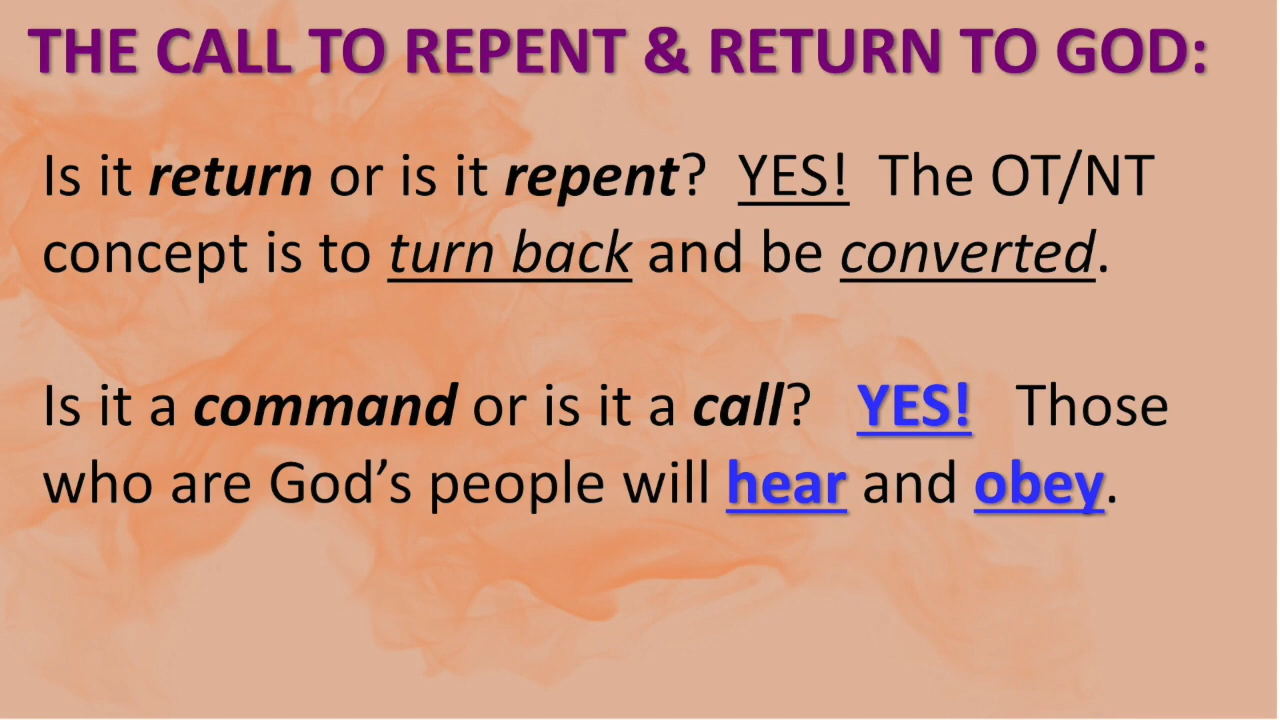 THE CALL TO REPENT & RETURN TO GOD:
Is it return or is it repent? YES! The OT/NT
concept is to turn back and be converted.
Is it a command or is it a call? YES! Those
who are God’s people will hear and obey.